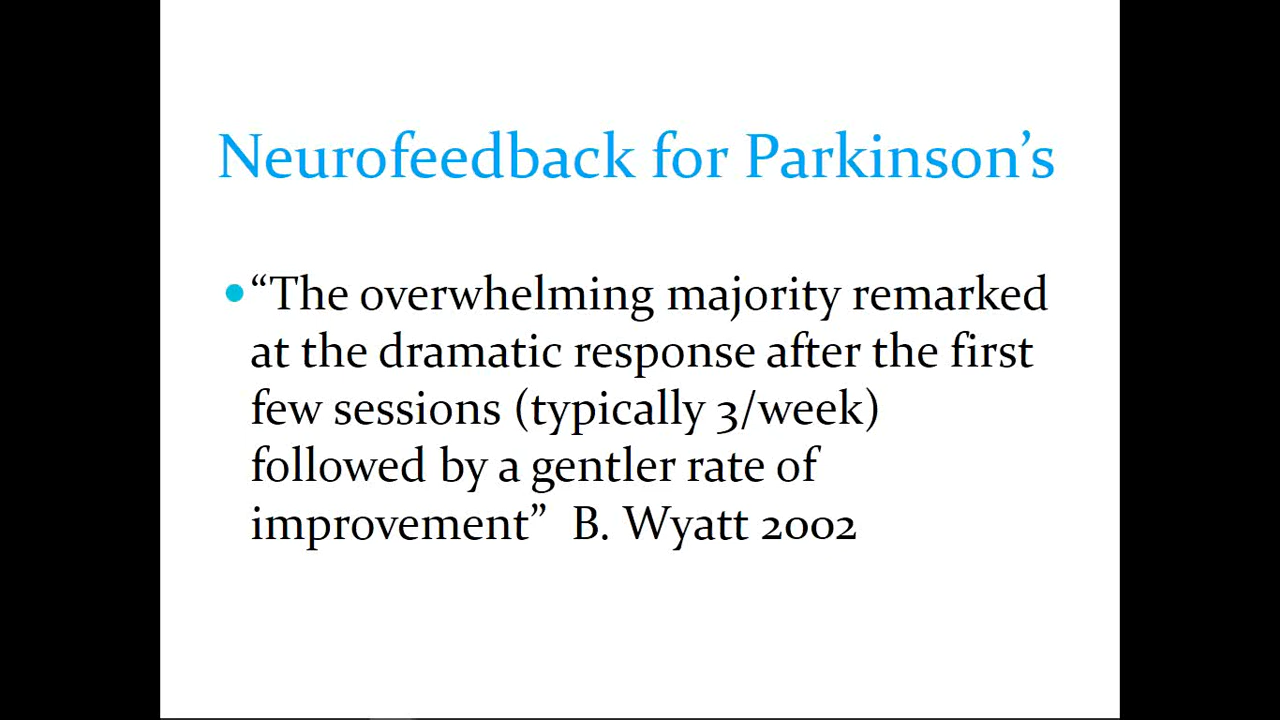 Neurofeedback for Parkinson’s
•“The overwhelming majority remarked
at the dramatic response after the first
few sessions (typically 3/week)
followed by a gentler rate of
improvement” B. Wyatt 2002